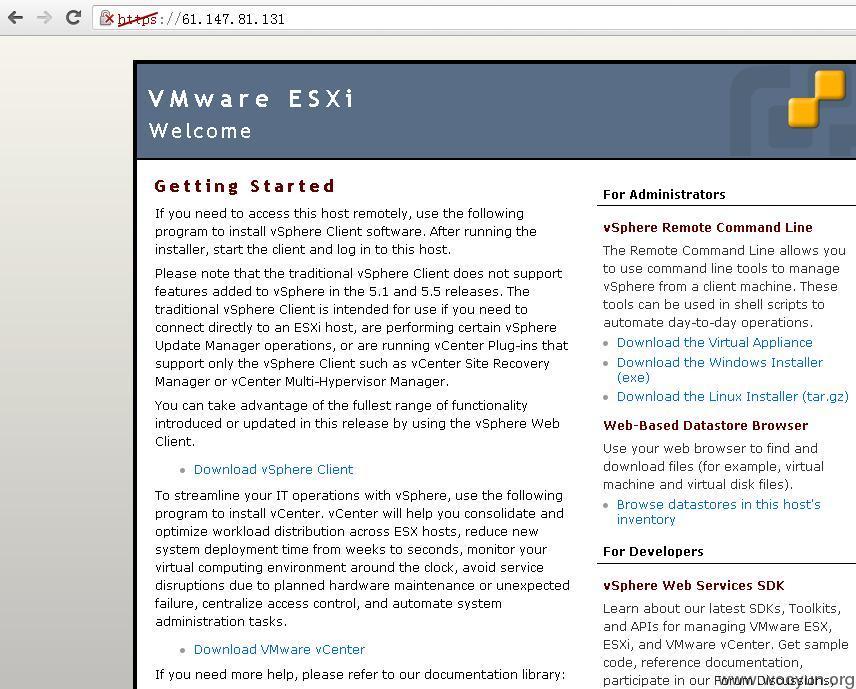 https://61.147.81.131
VMware ESXi
Welcome
Getting Started
If you need to access this host remotely, use the following
program to install vSphere Client software. After running the
installer, start the client and log in to this host.
Please note that the traditional vSphere Client does not support
features added to vSphere in the 5.1 and 5.5 releases. The
traditional vSphere Client is intended for use if you need to
connect directly to an ESXi host, are performing certain vSphere
Update Manager operations, or are running vCenter Plug-ins that
support only the vSphere Client such as vCenter Site Recovery
Manager or vCenter Multi-Hypervisor Manager.
You can take advantage of the fullest range of functionality
introduced or updated in this release by using the vSphere Web
Client.
Download vSphere Client
To streamline your IT operations with vSphere, use the following
program to install vCenter. vCenter will help you consolidate and
optimize workload distribution across ESX hosts, reduce new
system deployment time from weeks to seconds, monitor your
virtual computing environment around the clock, avoid service
disruptions due to planned hardware maintenance or unexpected
failure, centralize access control, and automate system
administration tasks.
Download VMware vCenter
If you need more help, please refer to our documentation library:
For Administrators
vSphere Remote Command Line
The Remote Command Line allows you
to use command line tools to manage
vSphere from a client machine. These
tools can be used in shell scripts to
automate day-to-day operations.
Download the Virtual Appliance
Download the Windows Installer
(exe)
Download the Linux Installer (tar.gz)
Web-Based Datastore Browser
Use your web browser to find and
download files (for example, virtual
machine and virtual disk files).
Browse datastores in this host's
inventory
For Developers
vSphere Web Services SDK
Learn about our latest SDKs, Toolkits,
and APIs for managing VMware ESX,
ESXi, and VMware vCenter. Get sample
code, reference documentation,
participate in our Forum Discussions,
www.wooyun.org